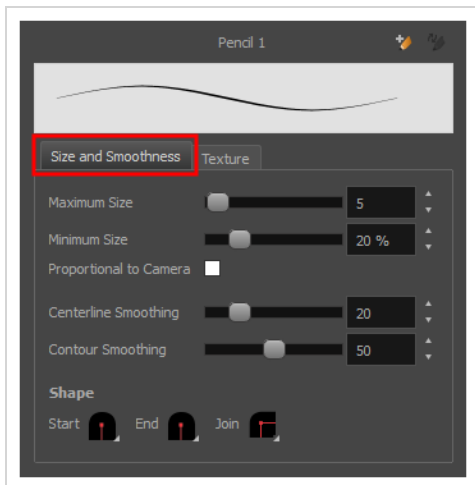 Pencil 1
Size and Smoothness Texture
Maximum Size 5
Minimum Size 20 %
Proportional to Camera
Centerline Smoothing 20
Contour Smoothing 50
Shape
Start End Join